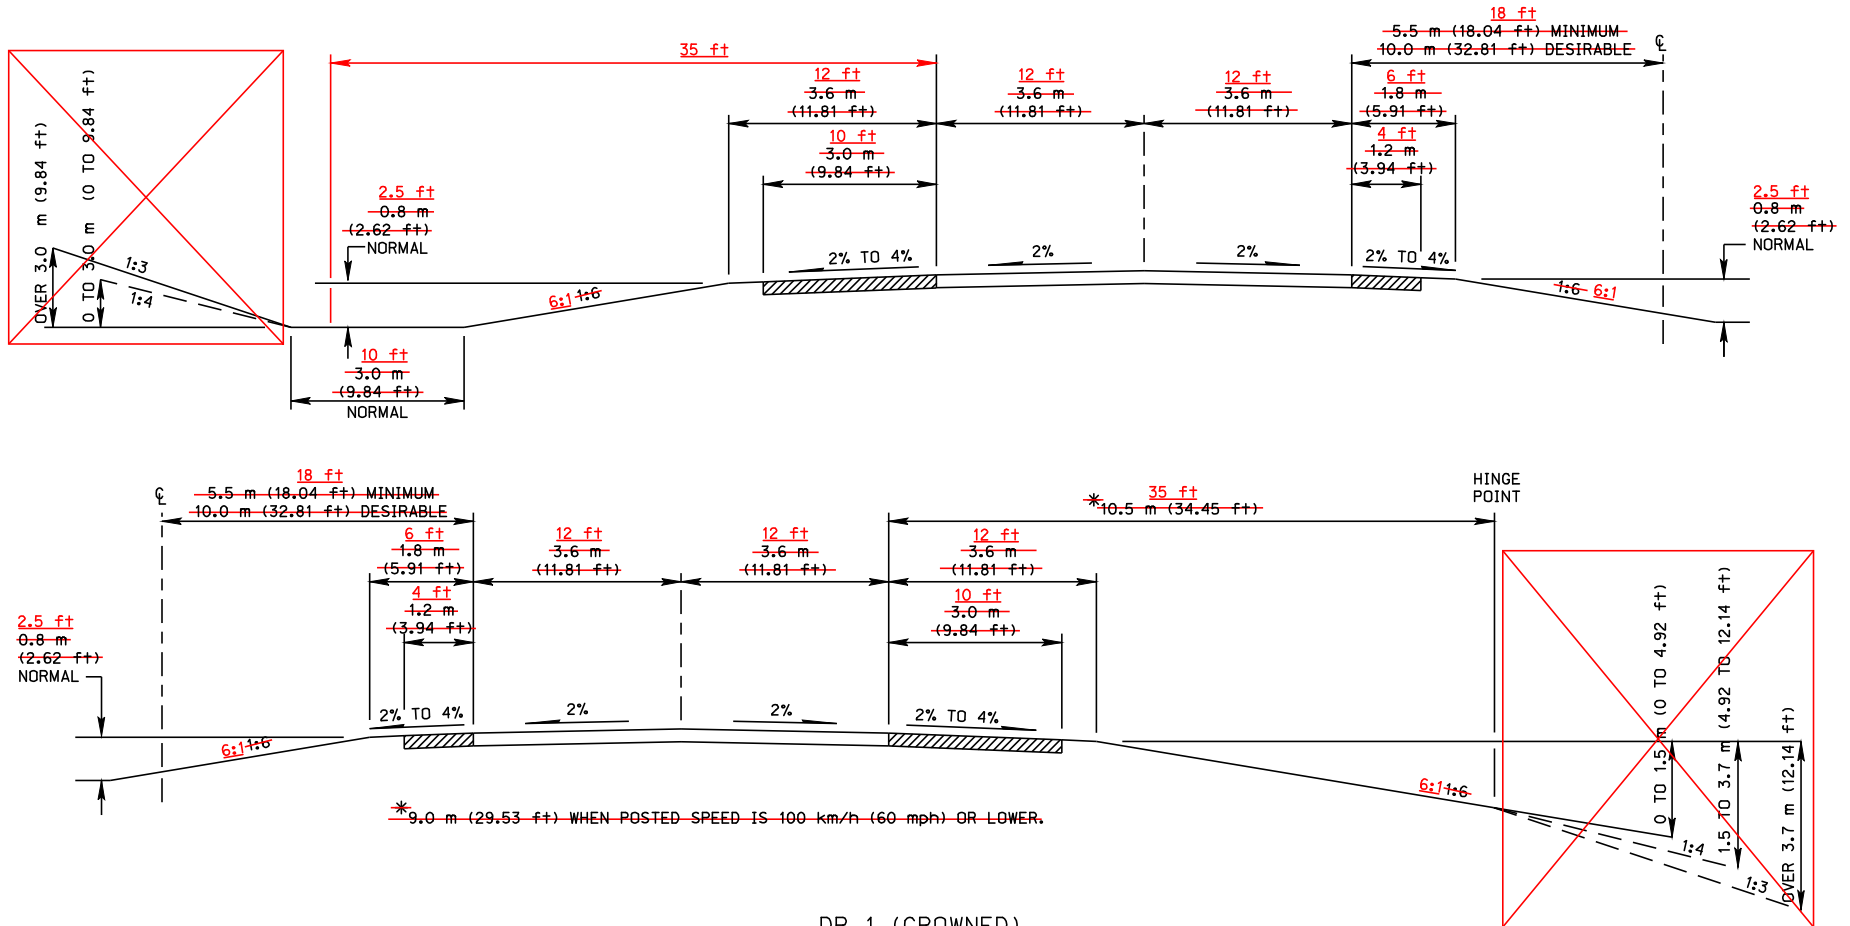 18 ft
5.5 m (18.04 ft) MINIMUM
10.0 m (32.81 ft) DESIRABLE
℄
35 ft
12 ft
3.6 m
(11.81 ft)
12 ft
3.6 m
(11.81 ft)
12 ft
3.6 m
(11.81 ft)
6 ft
1.8 m
(5.91 ft)
10 ft
3.0 m
(9.84 ft)
4 ft
1.2 m
(3.94 ft)
OVER 3.0 m (9.84 ft)
0 TO 3.0 m (0 TO 9.84 ft)
1:3
1:4
2.5 ft
0.8 m
(2.62 ft)
NORMAL
2.5 ft
0.8 m
(2.62 ft)
NORMAL
2% TO 4%
2%
2%
2% TO 4%
6:1 1:6
1:6 6:1
10 ft
3.0 m
(9.84 ft)
NORMAL
℄
18 ft
5.5 m (18.04 ft) MINIMUM
10.0 m (32.81 ft) DESIRABLE
35 ft
*10.5 m (34.45 ft)
HINGE
POINT
6 ft
1.8 m
(5.91 ft)
12 ft
3.6 m
(11.81 ft)
12 ft
3.6 m
(11.81 ft)
12 ft
3.6 m
(11.81 ft)
4 ft
1.2 m
(3.94 ft)
10 ft
3.0 m
(9.84 ft)
2.5 ft
0.8 m
(2.62 ft)
NORMAL
2% TO 4%
2%
2%
2% TO 4%
6:1 1:6
6:1 1:6
0 TO 1.5 m (0 TO 4.92 ft)
1.5 TO 3.7 m (4.92 TO 12.14 ft)
OVER 3.7 m (12.14 ft)
1:4
1:3
*9.0 m (29.53 ft) WHEN POSTED SPEED IS 100 km/h (60 mph) OR LOWER.
DR 1 (CROWNED)